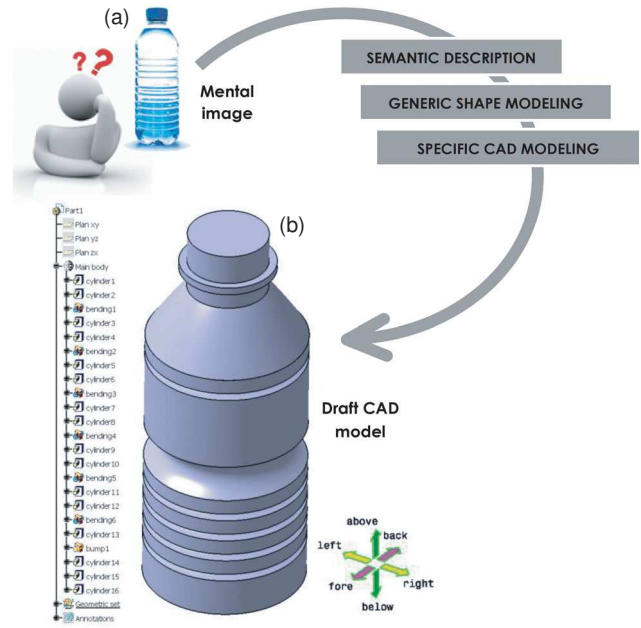 (a)
??
Mental
image
SEMANTIC DESCRIPTION
GENERIC SHAPE MODELING
SPECIFIC CAD MODELING
(b)
Part1
Plan xy
Plan yz
Plan zx
Main body
cylinder1
cylinder2
bending1
cylinder3
cylinder4
bending2
cylinder5
cylinder6
bending3
cylinder7
cylinder8
bending4
cylinder9
cylinder10
bending5
cylinder11
cylinder12
bending6
cylinder13
bump1
cylinder14
cylinder15
cylinder16
Geometric set
Annotations
Draft CAD
model
above
back
left
right
fore
below